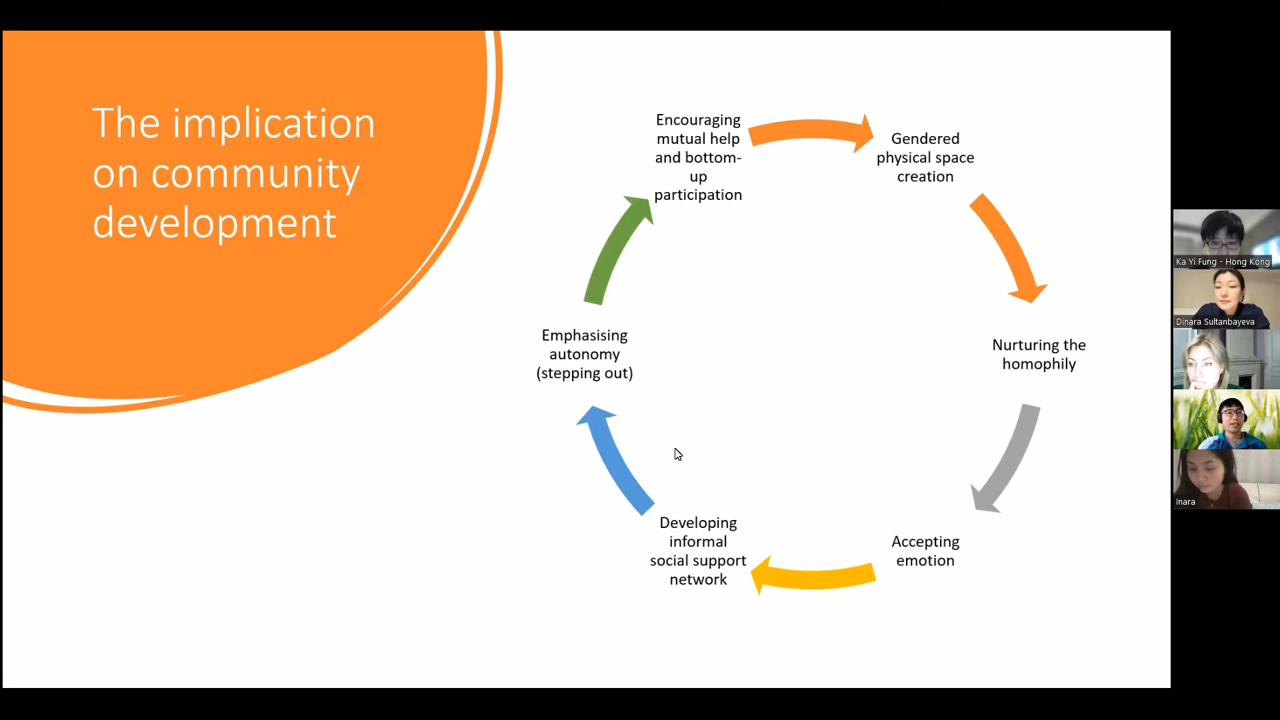 The implication
on community
development
Encouraging
mutual help
and bottom-
up
participation
Gendered
physical space
creation
Nurturing the
homophily
Accepting
emotion
Developing
informal
social support
network
Emphasising
autonomy
(stepping out)
Ka Yi Fung - Hong Kong
Dinara Sultanbayeva
Inara